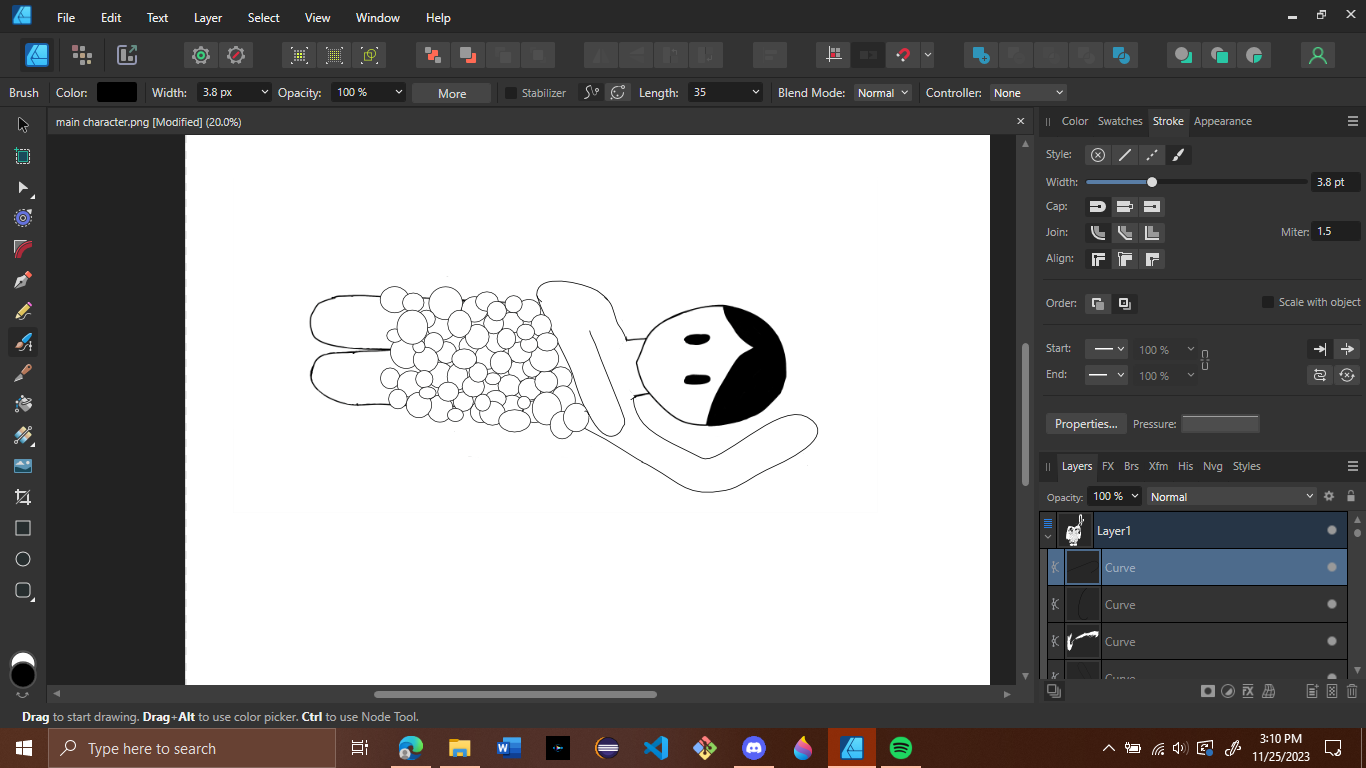 File Edit Text Layer Select View Window Help
Brush Color: Width: 3.8 px Opacity: 100 % More Stabilizer Length: 35 Blend Mode: Normal Controller: None
main character.png [Modified] (20.0%)
Color Swatches Stroke Appearance
Style:
Width: 3.8 pt
Cap:
Join: Miter: 1.5
Align:
Order: Scale with object
Start: 100 %
End: 100 %
Properties... Pressure:
Layers FX Brs Xfm His Nvg Styles
Opacity: 100 % Normal
Layer1
Curve
Curve
Curve
Curve
Drag to start drawing. Drag+Alt to use color picker. Ctrl to use Node Tool.
Type here to search
3:10 PM
11/25/2023